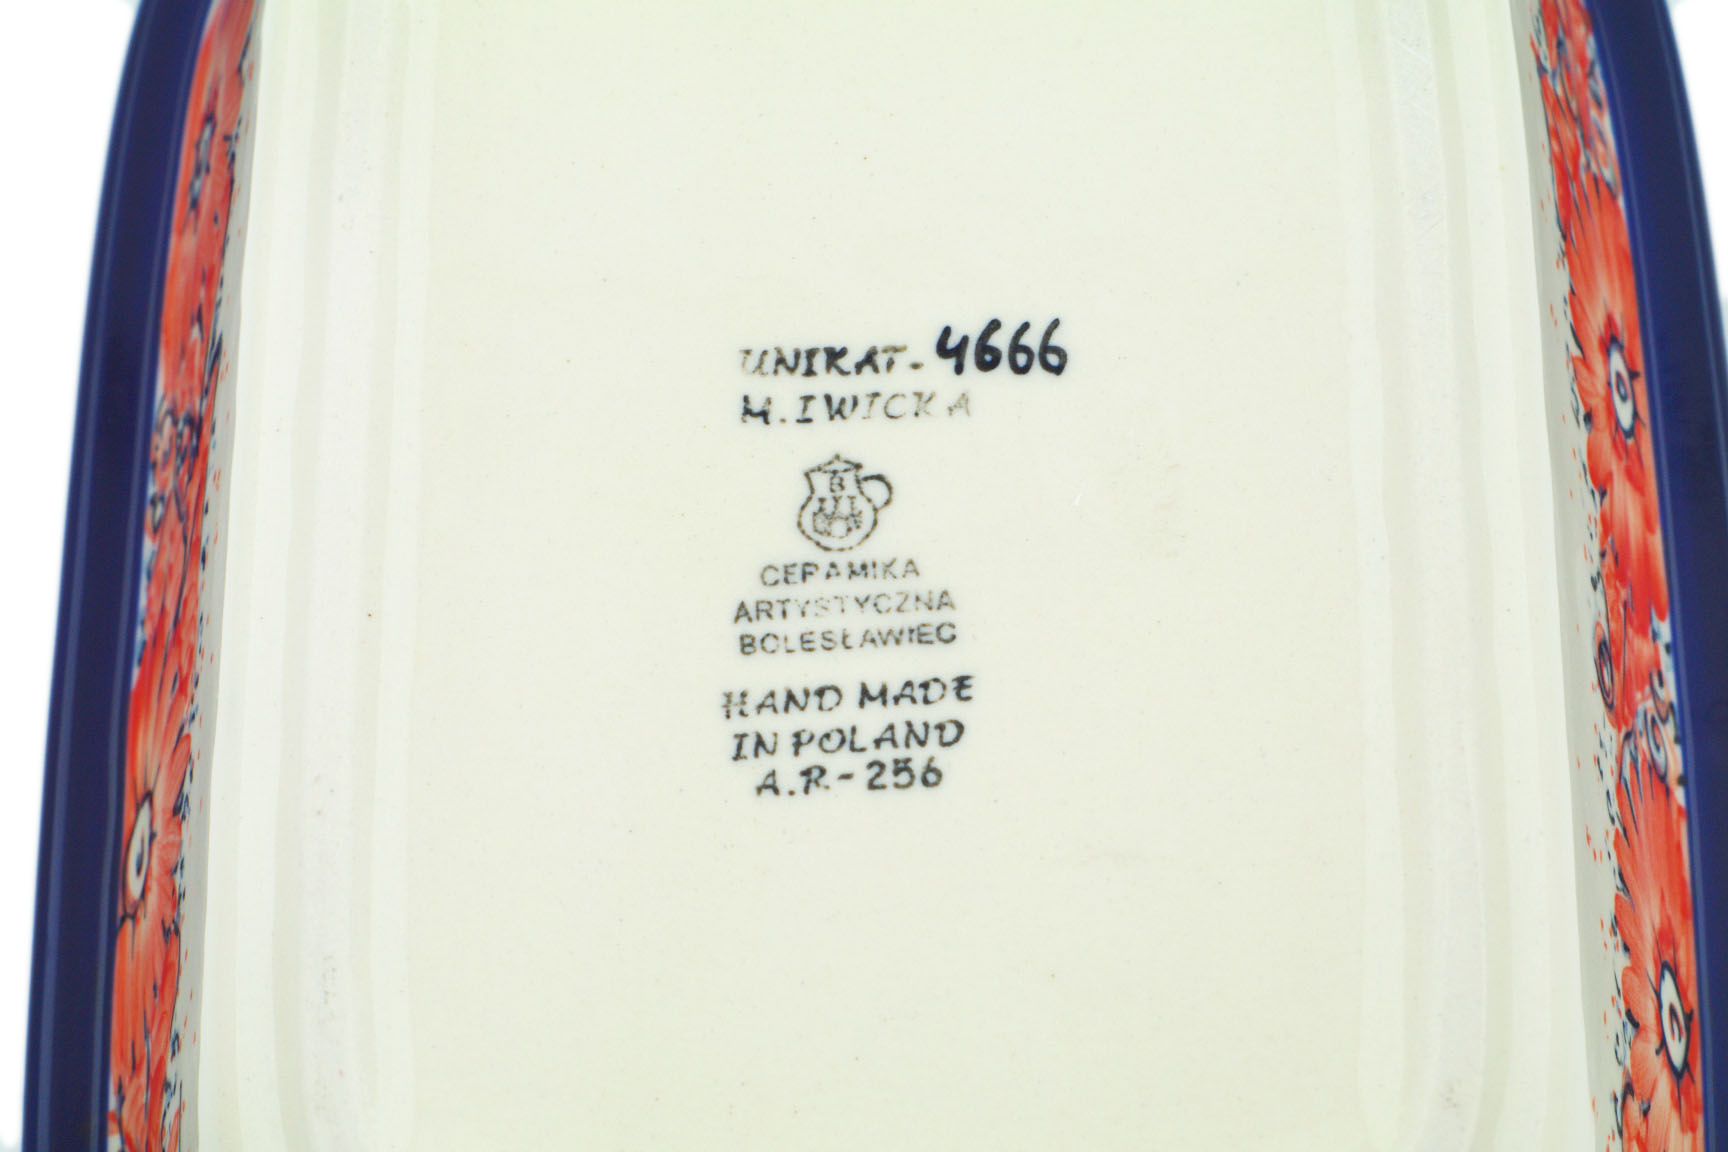 UNIKAT-4666
M.IWICKA
B
CERAMIKA
ARTYSTYCZNA
BOLESŁAWIEC
HAND MADE
IN POLAND
A.R-256